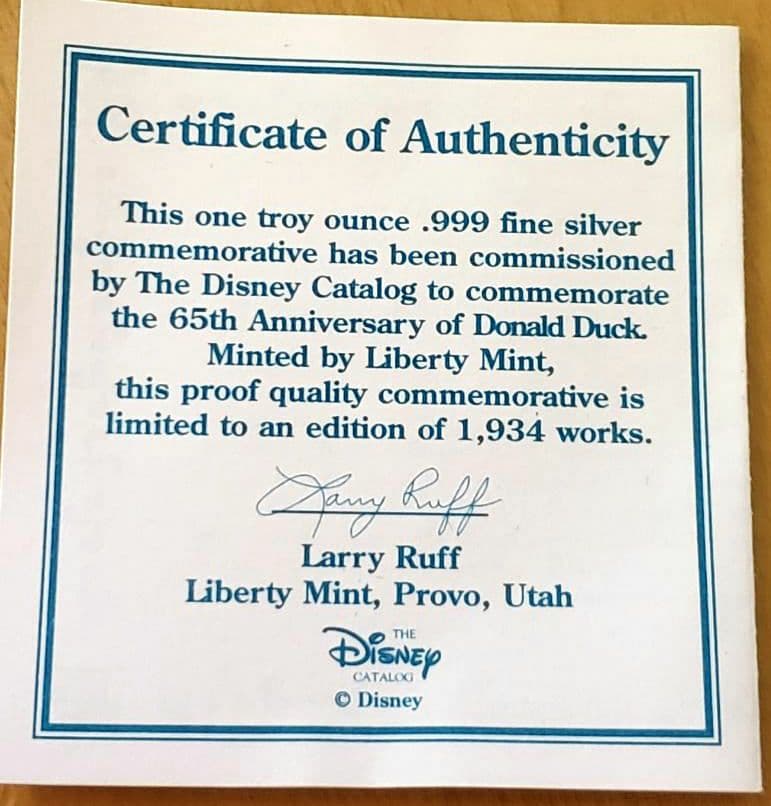 Certificate of Authenticity
This one troy ounce .999 fine silver
commemorative has been commissioned
by The Disney Catalog to commemorate
the 65th Anniversary of Donald Duck.
Minted by Liberty Mint,
this proof quality commemorative is
limited to an edition of 1,934 works.
Larry Ruff
Larry Ruff
Liberty Mint, Provo, Utah
THE
Disney
CATALOG
© Disney